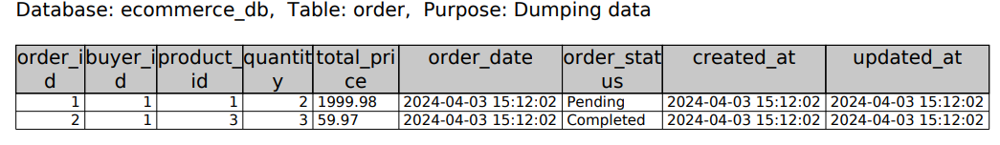 Database: ecommerce_db, Table: order, Purpose: Dumping data
order_id buyer_id product_id quantity total_price order_date order_status created_at updated_at
1 1 1 2 1999.98 2024-04-03 15:12:02 Pending 2024-04-03 15:12:02 2024-04-03 15:12:02
2 1 3 3 59.97 2024-04-03 15:12:02 Completed 2024-04-03 15:12:02 2024-04-03 15:12:02